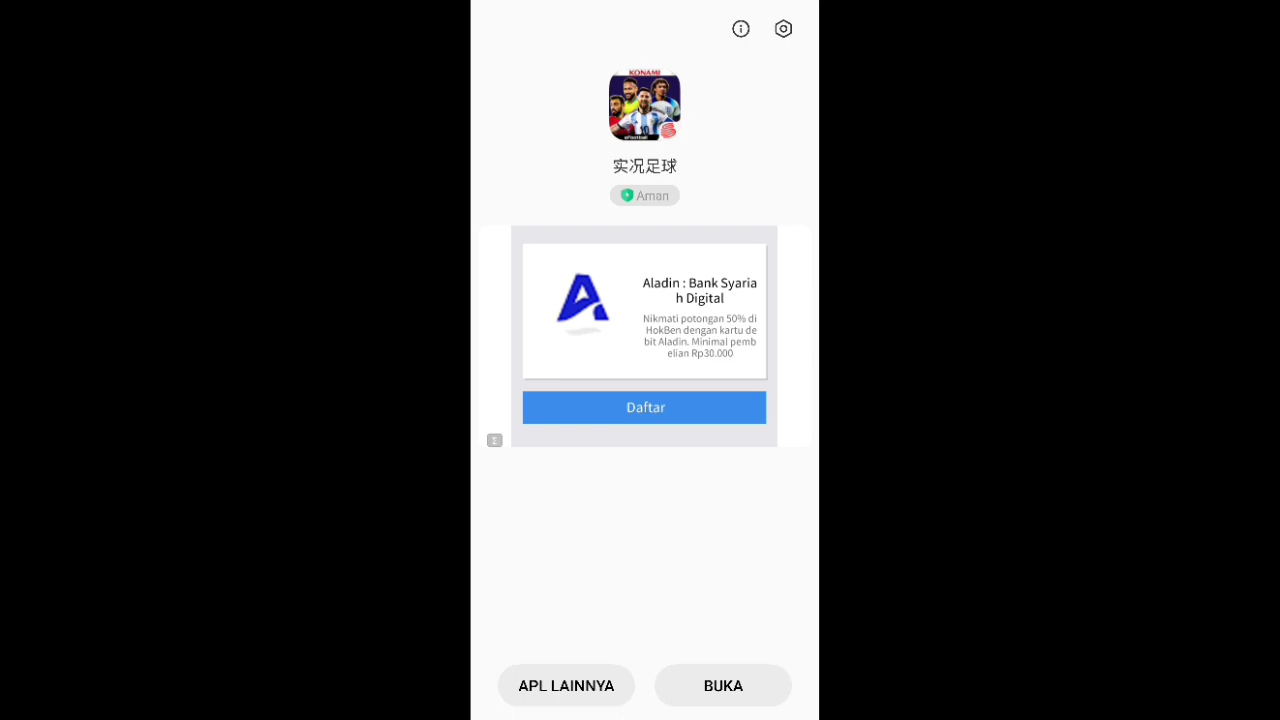 KONAMI
eFootball
实况足球
Aman
Aladin : Bank Syaria
h Digital
Nikmati potongan 50% di
HokBen dengan kartu de
bit Aladin. Minimal pemb
elian Rp30.000
Daftar
APL LAINNYA
BUKA